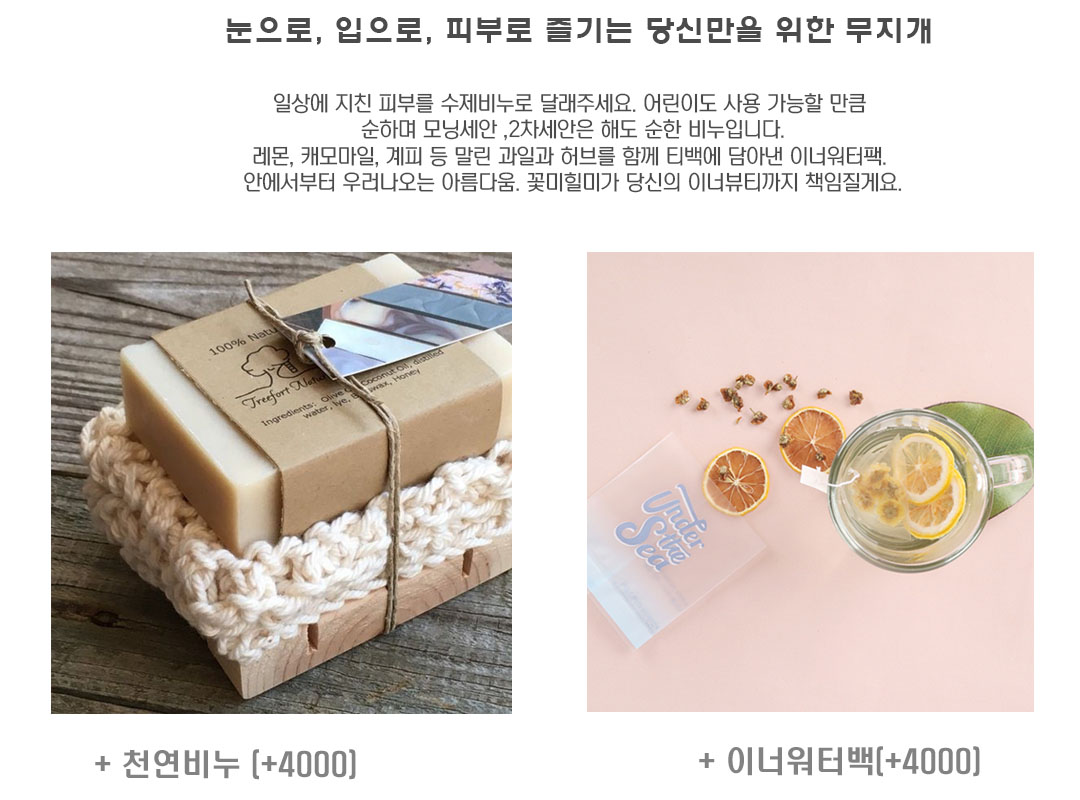 눈으로, 입으로, 피부로 즐기는 당신만을 위한 무지개
일상에 지친 피부를 수제비누로 달래주세요. 어린이도 사용 가능할 만큼
순하며 모닝세안 ,2차세안은 해도 순한 비누입니다.
레몬, 캐모마일, 계피 등 말린 과일과 허브를 함께 티백에 담아낸 이너워터팩.
안에서부터 우러나오는 아름다움. 꽃미힐미가 당신의 이너뷰티까지 책임질게요.
100%
Treefort
Ingredients: Olive Coconut Oil, distilled
water, lye, Honey
Under
the
Sea
+ 천연비누 (+4000)
+ 이너워터백(+4000)